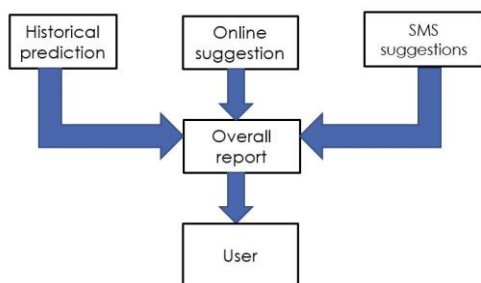 Historical
prediction
Online
suggestion
SMS
suggestions
Overall
report
User